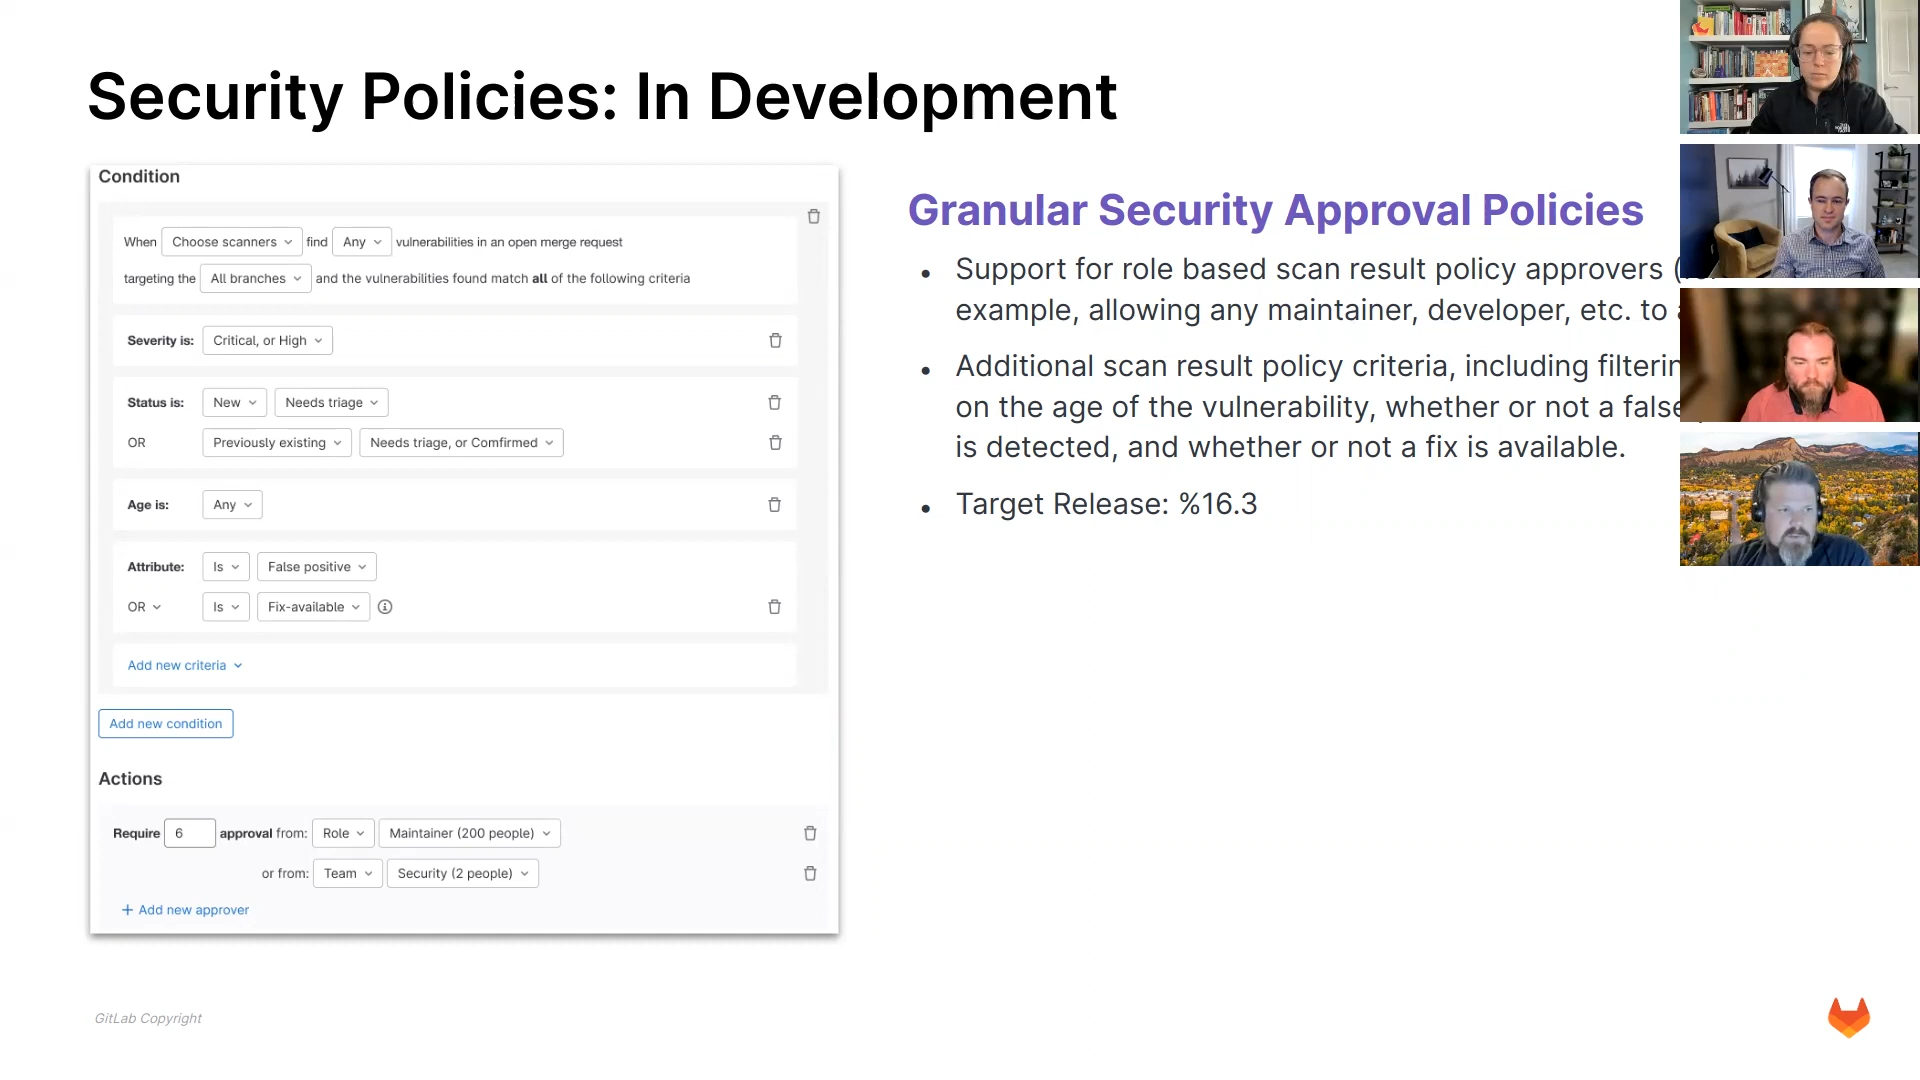 Security Policies: In Development
Condition
When Choose scanners find Any vulnerabilities in an open merge request
targeting the All branches and the vulnerabilities found match all of the following criteria
Severity is: Critical, or High
Status is: New Needs triage
OR Previously existing Needs triage, or Comfirmed
Age is: Any
Attribute: Is False positive
OR Is Fix-available
Add new criteria
Add new condition
Actions
Require 6 approval from: Role Maintainer (200 people)
or from: Team Security (2 people)
+ Add new approver
Granular Security Approval Policies
• Support for role based scan result policy approvers
example, allowing any maintainer, developer, etc. to
• Additional scan result policy criteria, including
on the age of the vulnerability, whether or not a
is detected, and whether or not a fix is available.
• Target Release: %16.3
GitLab Copyright